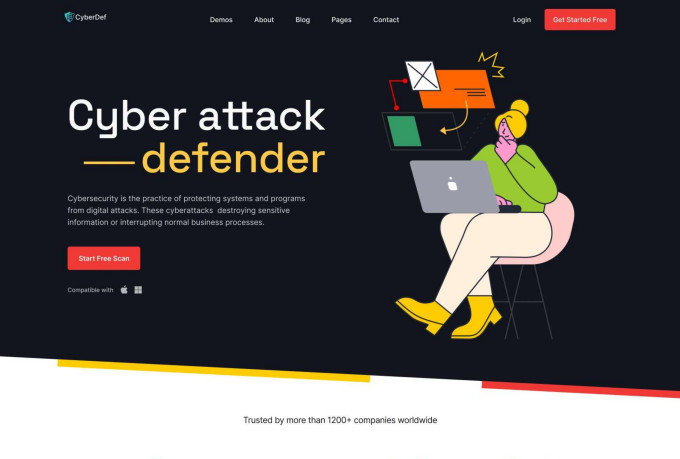 CyberDef
Demos About Blog Pages Contact
Login Get Started Free
Cyber attack
defender
Cybersecurity is the practice of protecting systems and programs
from digital attacks. These cyberattacks destroying sensitive
information or interrupting normal business processes.
Start Free Scan
Compatible with
Trusted by more than 1200+ companies worldwide